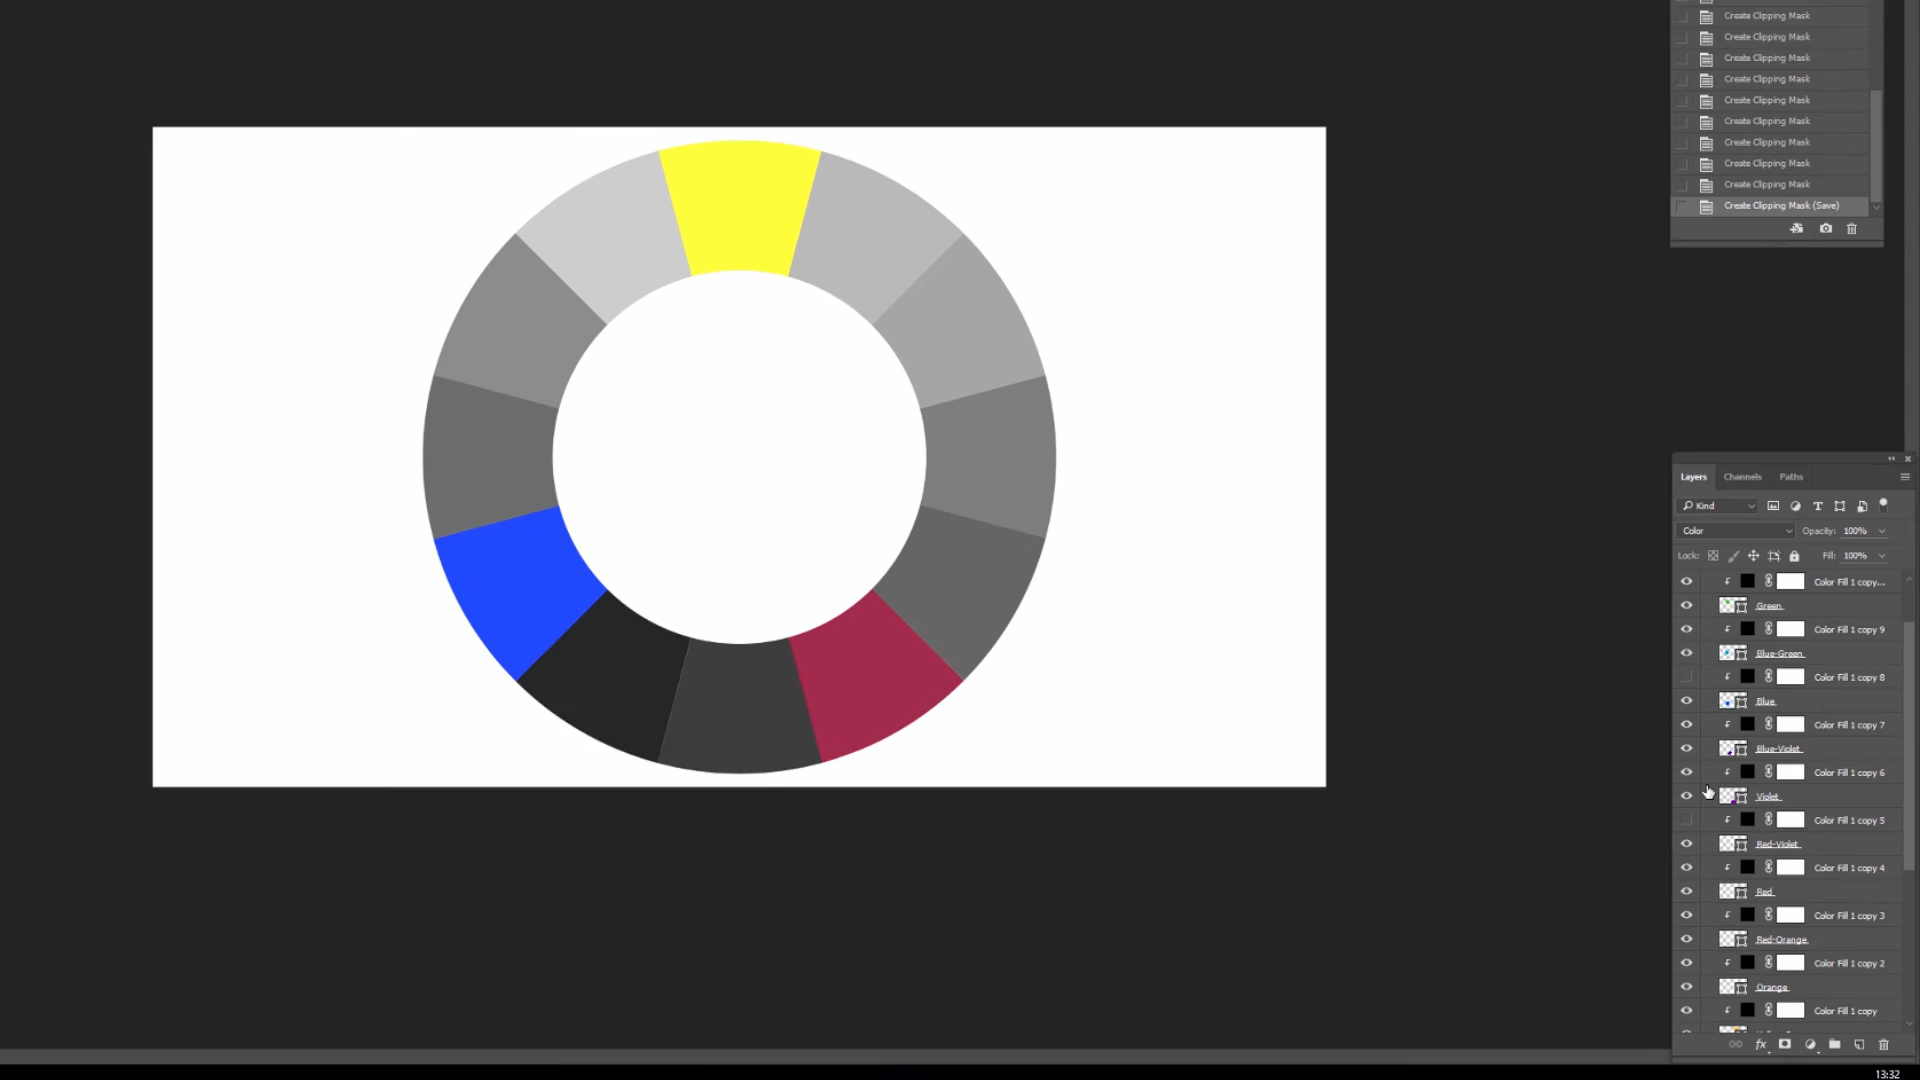 Create Clipping Mask
Create Clipping Mask
Create Clipping Mask
Create Clipping Mask
Create Clipping Mask
Create Clipping Mask
Create Clipping Mask
Create Clipping Mask
Create Clipping Mask
Create Clipping Mask (Save)
Layers Channels Paths
Kind
Color Opacity: 100%
Lock: Fill: 100%
Color Fill 1 copy...
Green
Color Fill 1 copy 9
Blue-Green
Color Fill 1 copy 8
Blue
Color Fill 1 copy 7
Blue-Violet
Color Fill 1 copy 6
Violet
Color Fill 1 copy 5
Red-Violet
Color Fill 1 copy 4
Red
Color Fill 1 copy 3
Red-Orange
Color Fill 1 copy 2
Orange
Color Fill 1 copy
fx
13:32